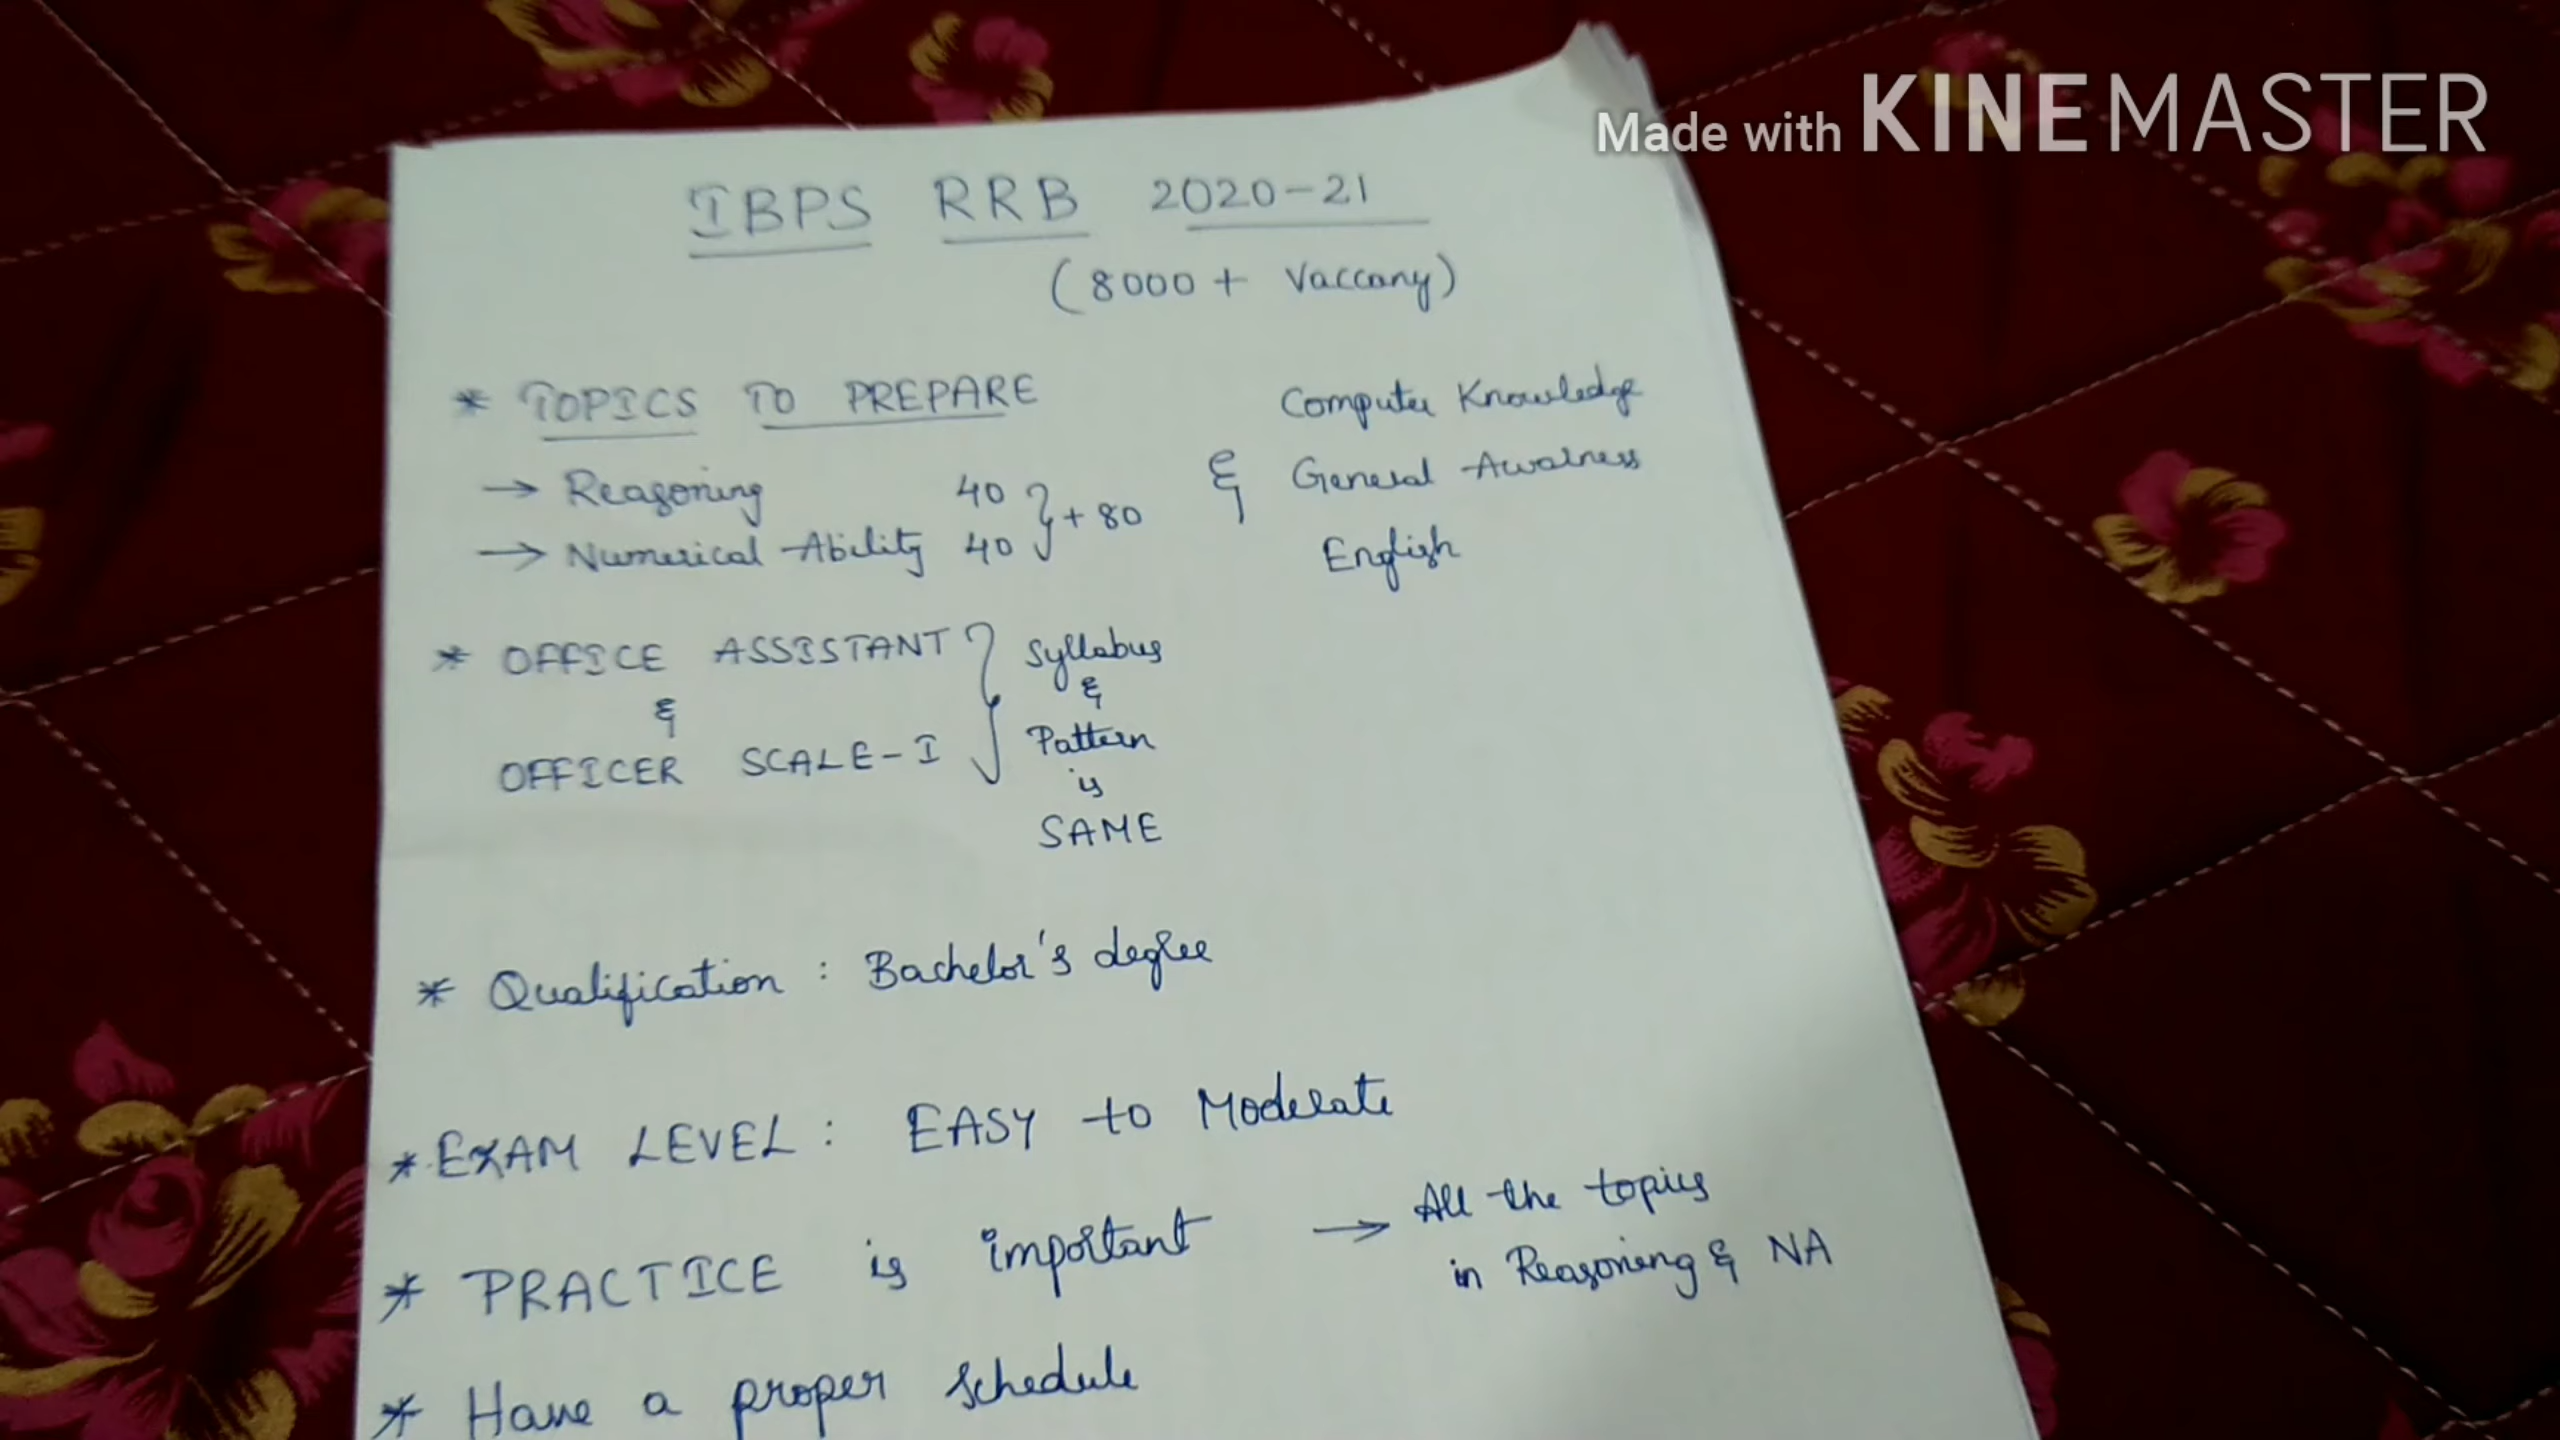 Made with KINEMASTER
IBPS RRB 2020-21
(8000+ Vaccany)
* TOPICS TO PREPARE
→ Reasoning 40
→ Numerical Ability 40 } + 80
&
Computer Knowledge
General Awarness
English
* OFFICE ASSISTANT
&
OFFICER SCALE-I
} Syllabus
&
Pattern
is
SAME
* Qualification : Bachelor's degree
* EXAM LEVEL : EASY to Moderate
* PRACTICE is important → All the topics
in Reasoning & NA
* Have a proper schedule